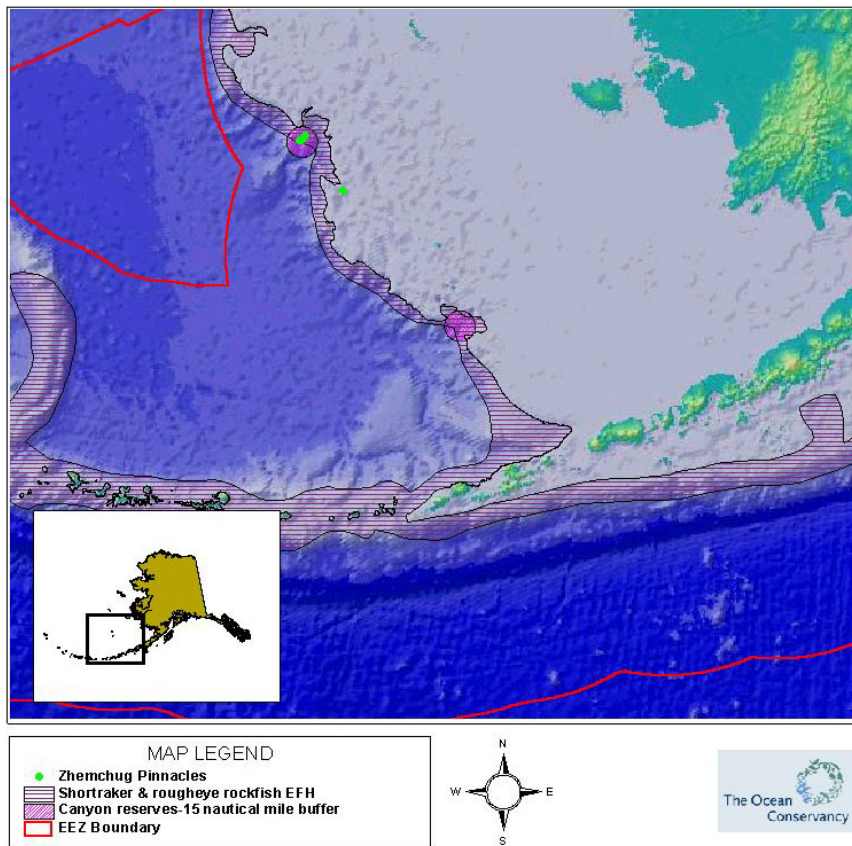 MAP LEGEND
Zhemchug Pinnacles
Shortraker & rougheye rockfish EFH
Canyon reserves-15 nautical mile buffer
EEZ Boundary
N
W E
S
The Ocean
Conservancy